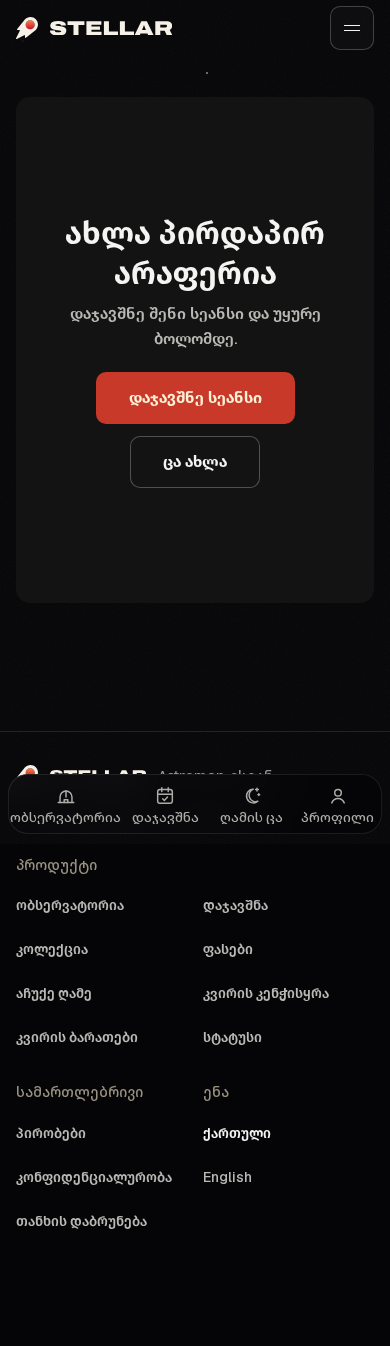 STELLAR
ახლა პირდაპირ
არაფერია
დაჯავშნე შენი სეანსი და უყურე
ბოლომდე.
დაჯავშნე სეანსი
ცა ახლა
ობსერვატორია დაჯავშნა ღამის ცა პროფილი
პროდუქტი
ობსერვატორია დაჯავშნა
კოლექცია ფასები
აჩუქე ღამე კვირის კენჭისყრა
კვირის ბარათები სტატუსი
სამართლებრივი ენა
პირობები ქართული
კონფიდენციალურობა English
თანხის დაბრუნება